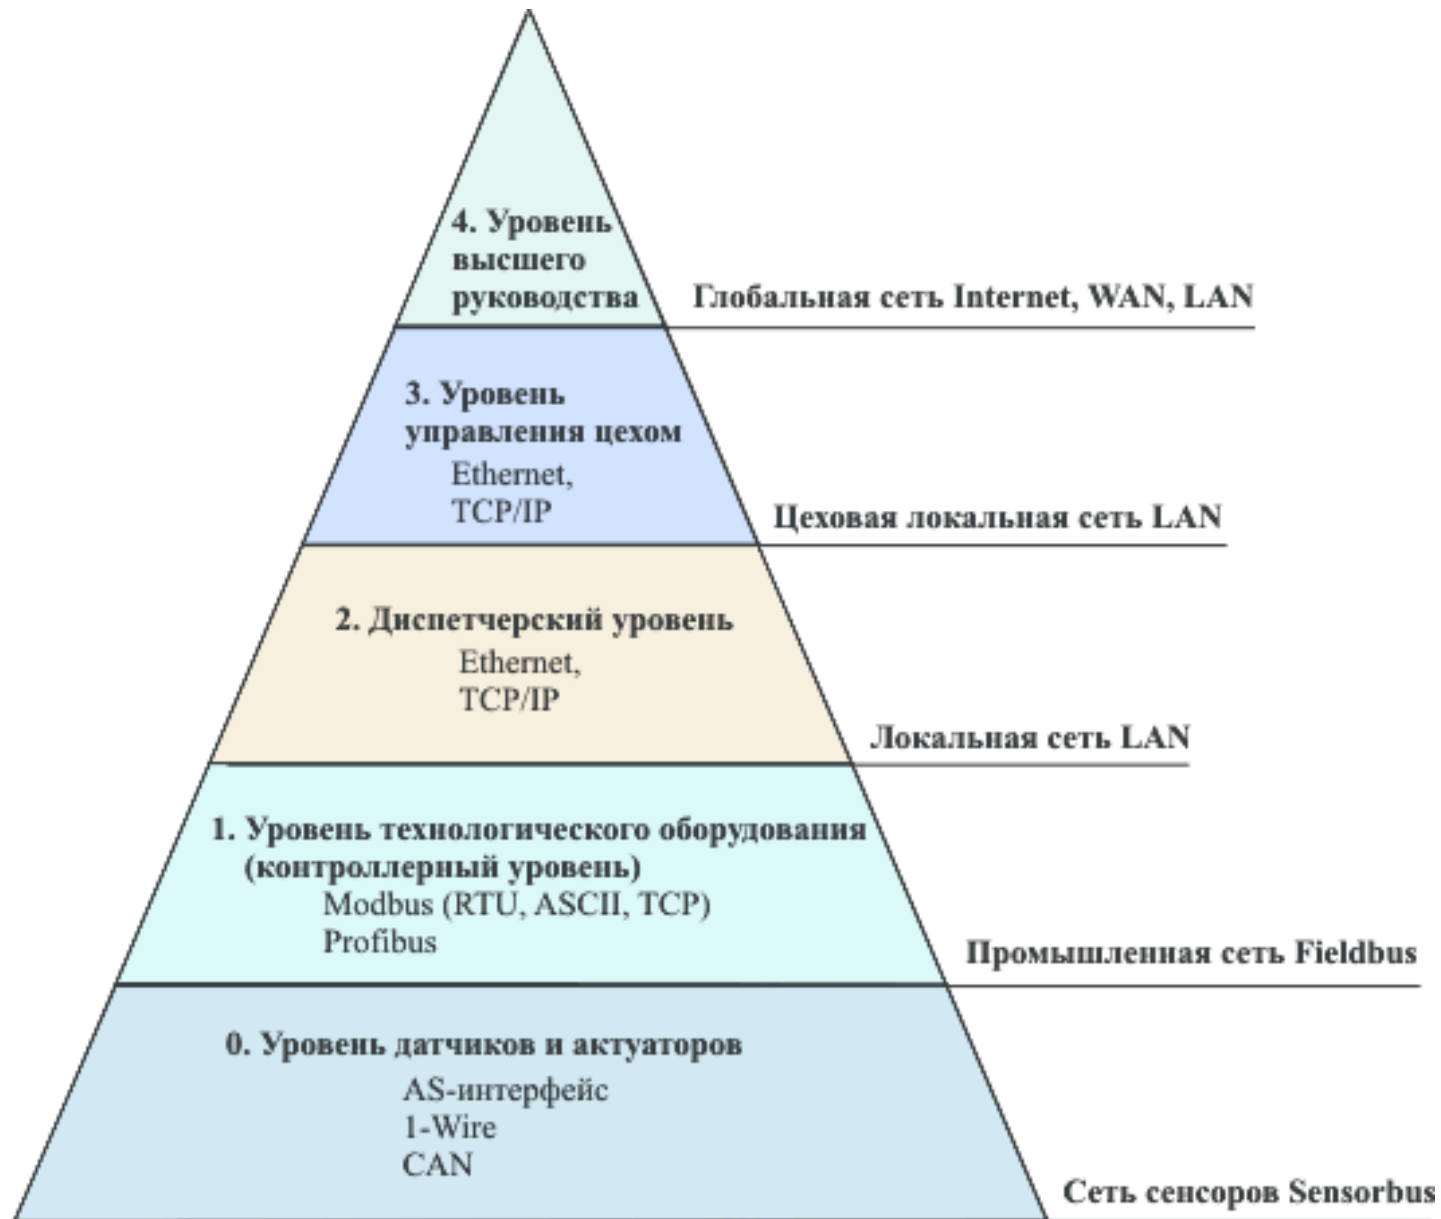 4. Уровень
высшего
руководства
Глобальная сеть Internet, WAN, LAN
3. Уровень
управления цехом
Ethernet,
TCP/IP
Цеховая локальная сеть LAN
2. Диспетчерский уровень
Ethernet,
TCP/IP
Локальная сеть LAN
1. Уровень технологического оборудования
(контроллерный уровень)
Modbus (RTU, ASCII, TCP)
Profibus
Промышленная сеть Fieldbus
0. Уровень датчиков и актуаторов
AS-интерфейс
1-Wire
CAN
Сеть сенсоров Sensorbus